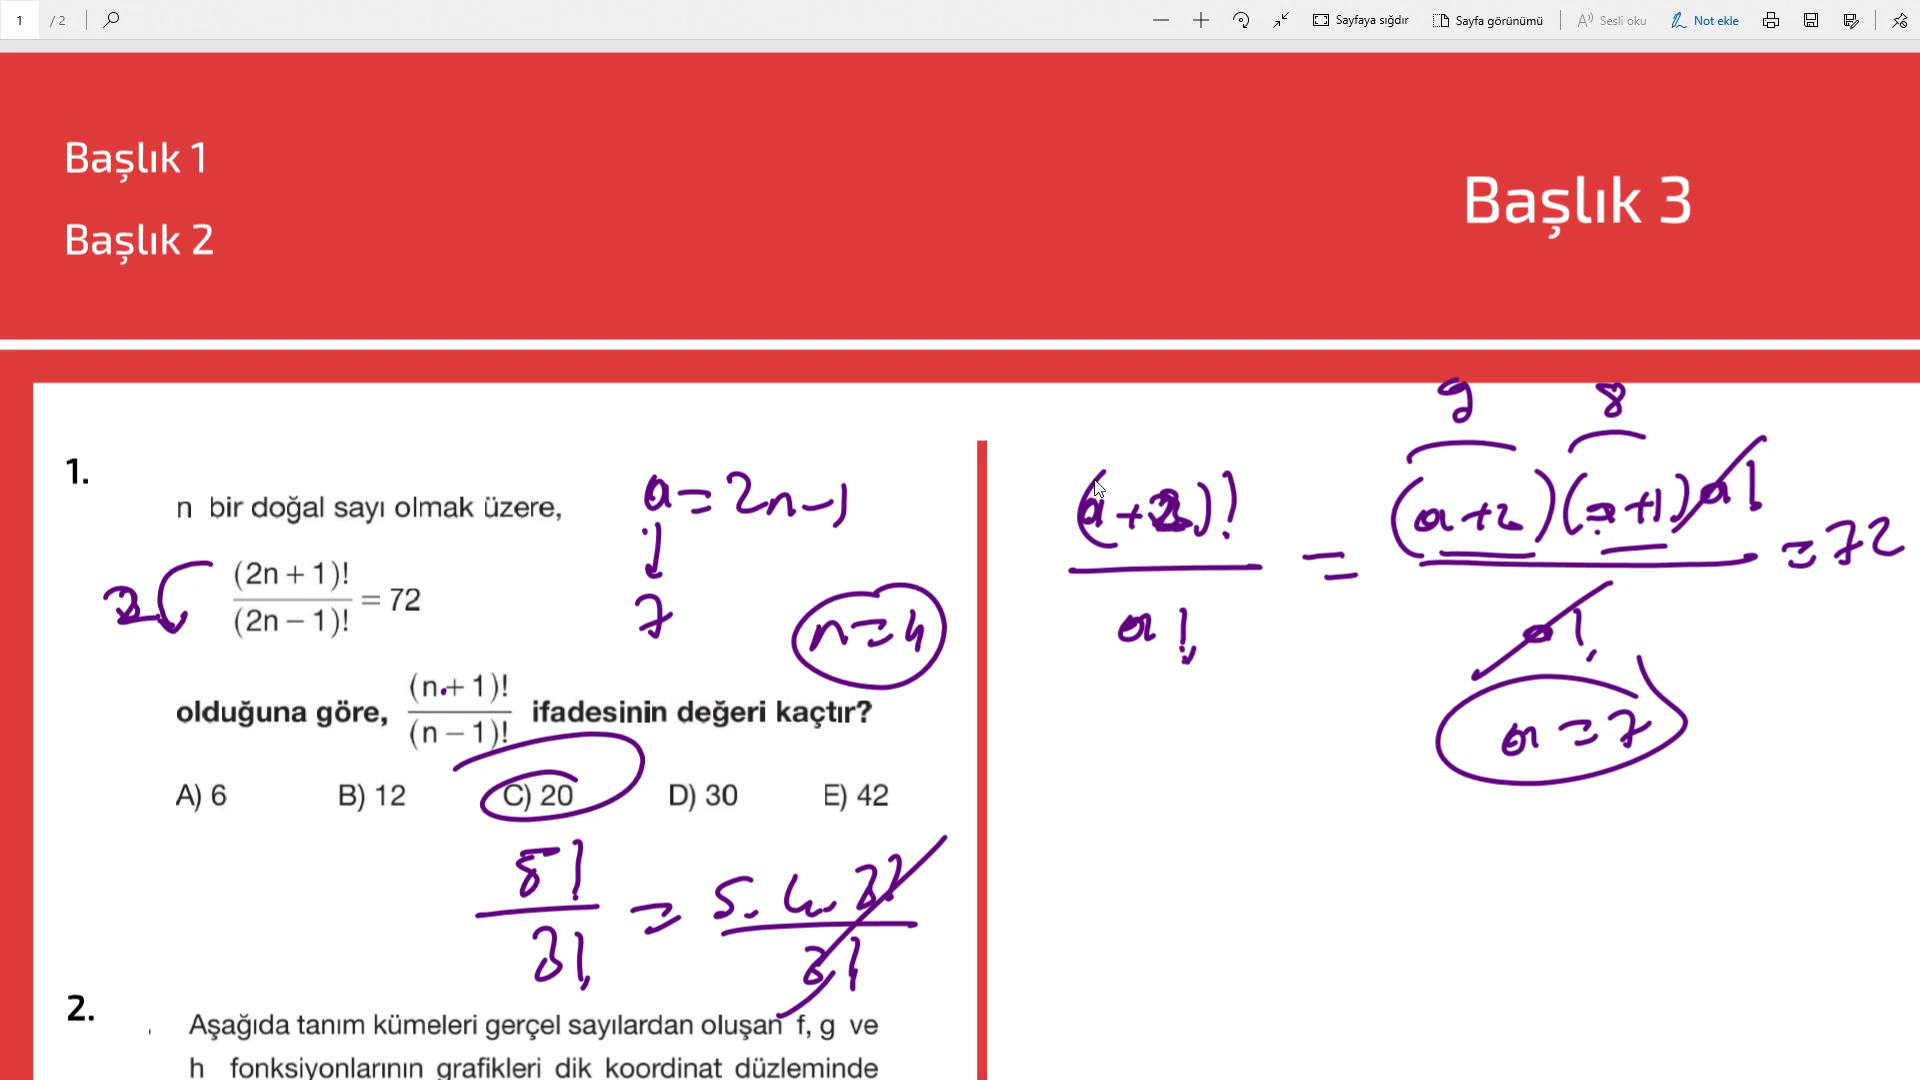 1 / 2 Sayfaya sığdır Sayfa görünümü Sesli oku Not ekle
Başlık 1
Başlık 2
Başlık 3
1.
n bir doğal sayı olmak üzere,
(2n + 1)!
(2n − 1)!
= 72
olduğuna göre, (n + 1)! / (n − 1)! ifadesinin değeri kaçtır?
A) 6 B) 12 C) 20 D) 30 E) 42
2
a = 2n-1
↓
7
n = 4
5! / 3! = 5. 4. 3! / 3!
9 8
(a+2)! / a! = (a+2)(a+1) a! / a! = 72
a = 7
2.
Aşağıda tanım kümeleri gerçel sayılardan oluşan f, g ve
h fonksiyonlarının grafikleri dik koordinat düzleminde